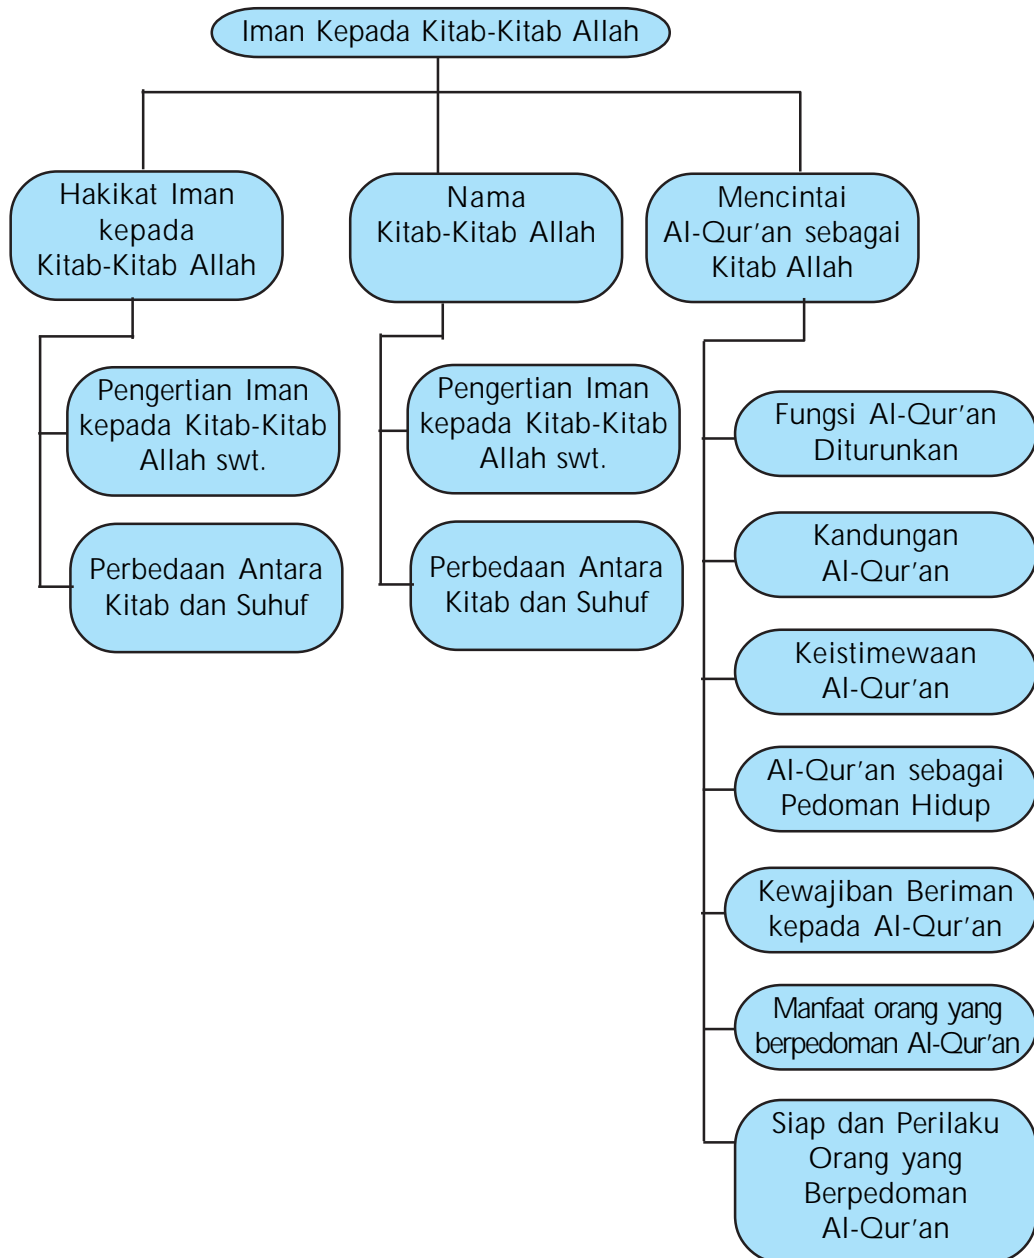 Iman Kepada Kitab-Kitab Allah
Hakikat Iman
kepada
Kitab-Kitab Allah
Nama
Kitab-Kitab Allah
Mencintai
Al-Qur'an sebagai
Kitab Allah
Pengertian Iman
kepada Kitab-Kitab
Allah swt.
Perbedaan Antara
Kitab dan Suhuf
Pengertian Iman
kepada Kitab-Kitab
Allah swt.
Perbedaan Antara
Kitab dan Suhuf
Fungsi Al-Qur'an
Diturunkan
Kandungan
Al-Qur'an
Keistimewaan
Al-Qur'an
Al-Qur'an sebagai
Pedoman Hidup
Kewajiban Beriman
kepada Al-Qur'an
Manfaat orang yang
berpedoman Al-Qur'an
Siap dan Perilaku
Orang yang
Berpedoman
Al-Qur'an